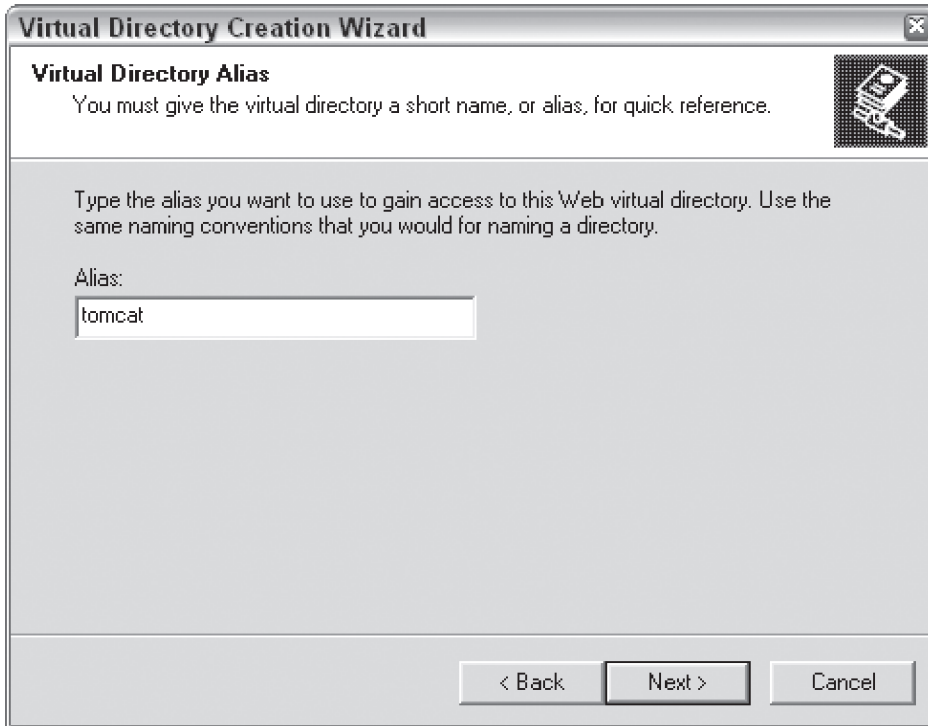 Virtual Directory Creation Wizard
Virtual Directory Alias
You must give the virtual directory a short name, or alias, for quick reference.
Type the alias you want to use to gain access to this Web virtual directory. Use the
same naming conventions that you would for naming a directory.
Alias:
tomcat
< Back
Next >
Cancel